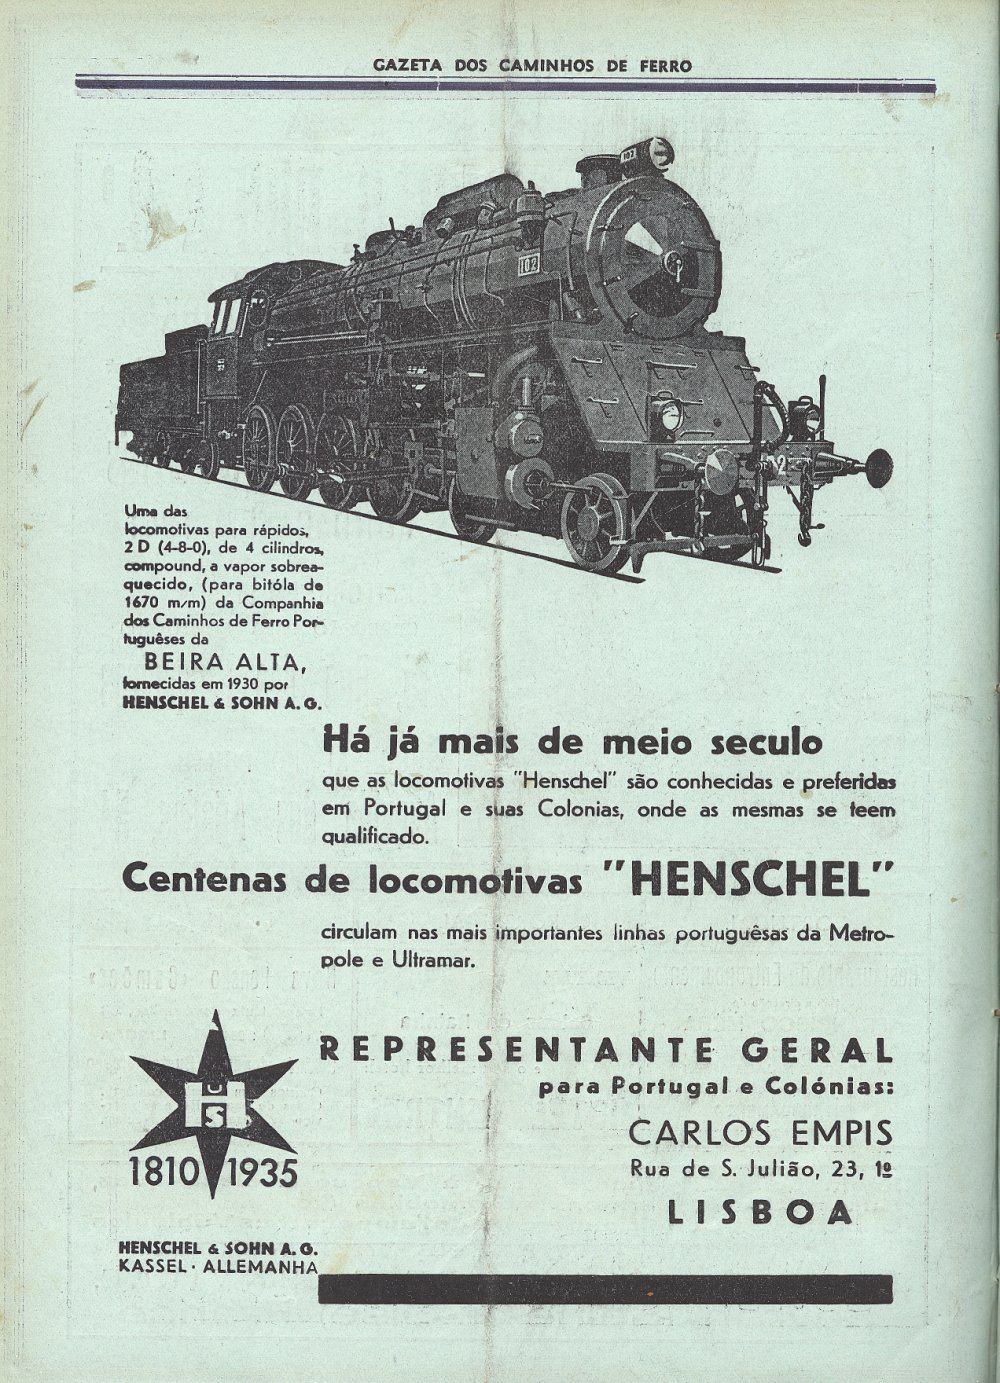 GAZETA DOS CAMINHOS DE FERRO
102
102
2
Uma das
locomotivas para rápidos,
2 D (4-8-0), de 4 cilindros,
compound, a vapor sobrea-
quecido, (para bitóla de
1670 m/m) da Companhia
dos Caminhos de Ferro Por-
tuguêses da
BEIRA ALTA,
fornecidas em 1930 por
HENSCHEL & SOHN A. G.
Há já mais de meio seculo
que as locomotivas "Henschel" são conhecidas e preferidas
em Portugal e suas Colonias, onde as mesmas se teem
qualificado.
Centenas de locomotivas "HENSCHEL"
circulam nas mais importantes linhas portuguêsas da Metro-
pole e Ultramar.
REPRESENTANTE GERAL
para Portugal e Colónias:
CARLOS EMPIS
Rua de S. Julião, 23, 1º
LISBOA
H U S
1810 1935
HENSCHEL & SOHN A. G.
KASSEL · ALLEMANHA